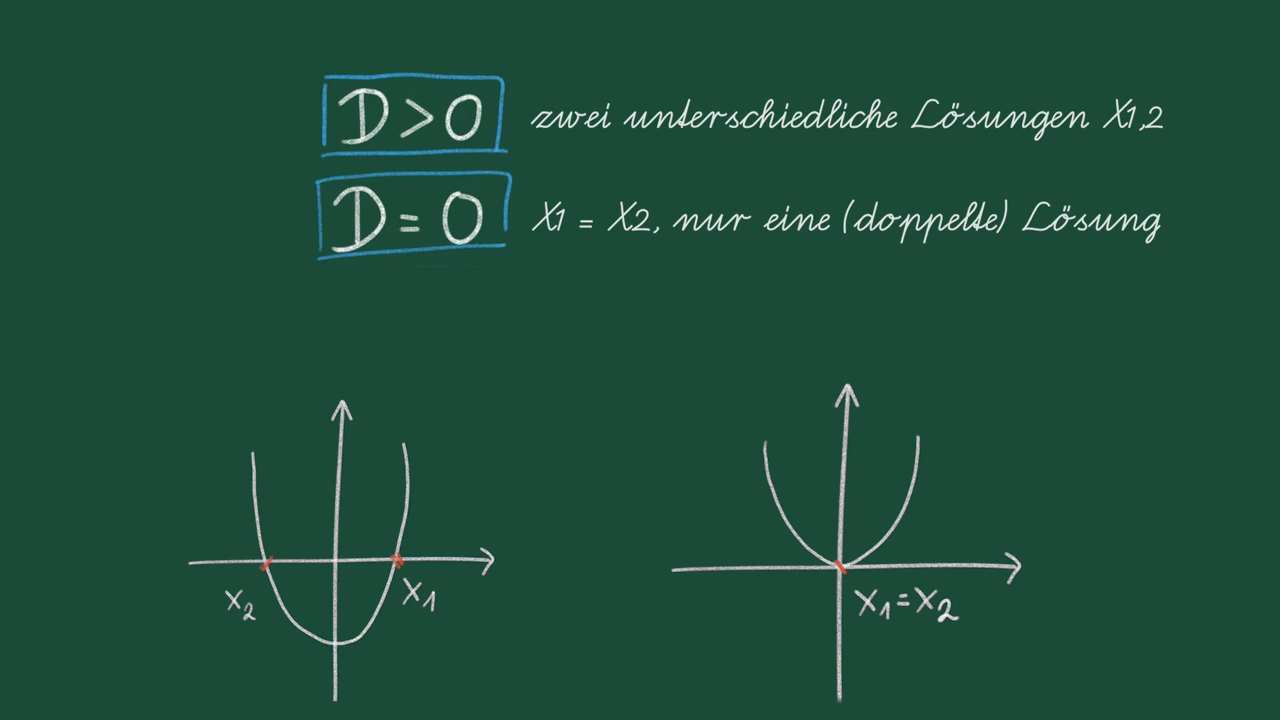 D > 0 zwei unterschiedliche Lösungen X1,2
D = 0 X1 = X2, nur eine (doppelte) Lösung
x₂ x₁
x₁=x₂